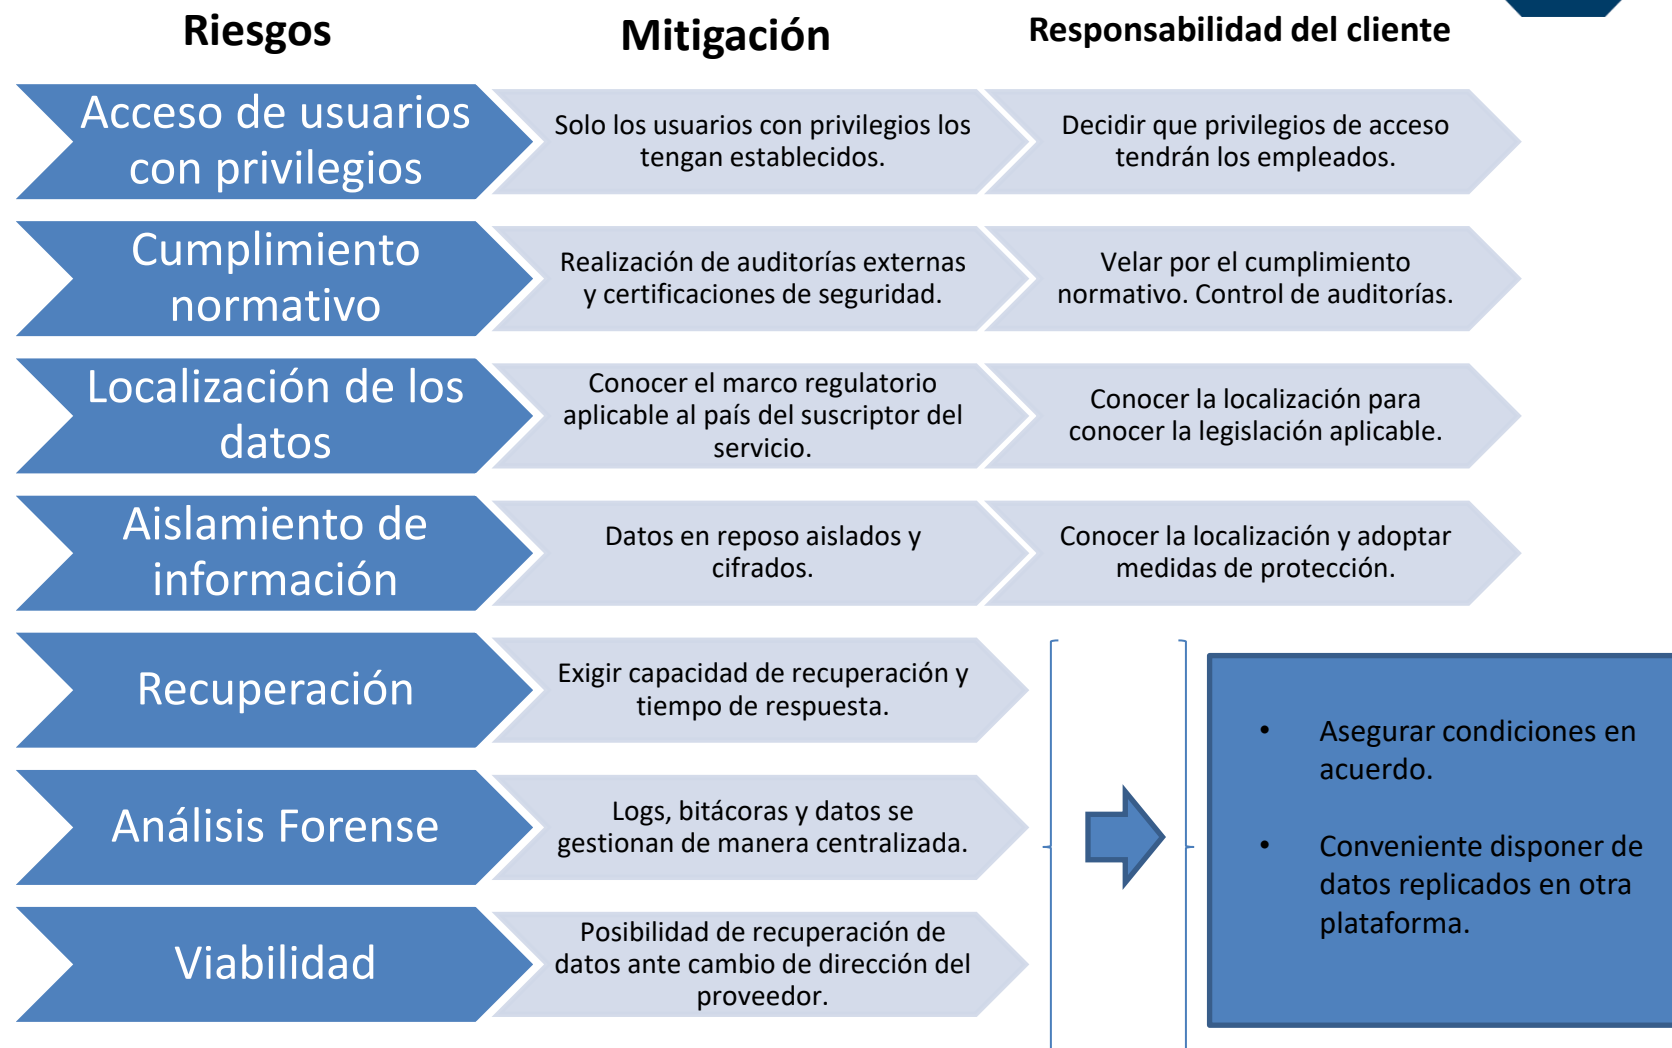 Riesgos
Mitigación
Responsabilidad del cliente
Acceso de usuarios
con privilegios
Solo los usuarios con privilegios los
tengan establecidos.
Decidir que privilegios de acceso
tendrán los empleados.
Cumplimiento
normativo
Realización de auditorías externas
y certificaciones de seguridad.
Velar por el cumplimiento
normativo. Control de auditorías.
Localización de los
datos
Conocer el marco regulatorio
aplicable al país del suscriptor del
servicio.
Conocer la localización para
conocer la legislación aplicable.
Aislamiento de
información
Datos en reposo aislados y
cifrados.
Conocer la localización y adoptar
medidas de protección.
Recuperación
Exigir capacidad de recuperación y
tiempo de respuesta.
Análisis Forense
Logs, bitácoras y datos se
gestionan de manera centralizada.
Viabilidad
Posibilidad de recuperación de
datos ante cambio de dirección del
proveedor.
• Asegurar condiciones en
acuerdo.
• Conveniente disponer de
datos replicados en otra
plataforma.